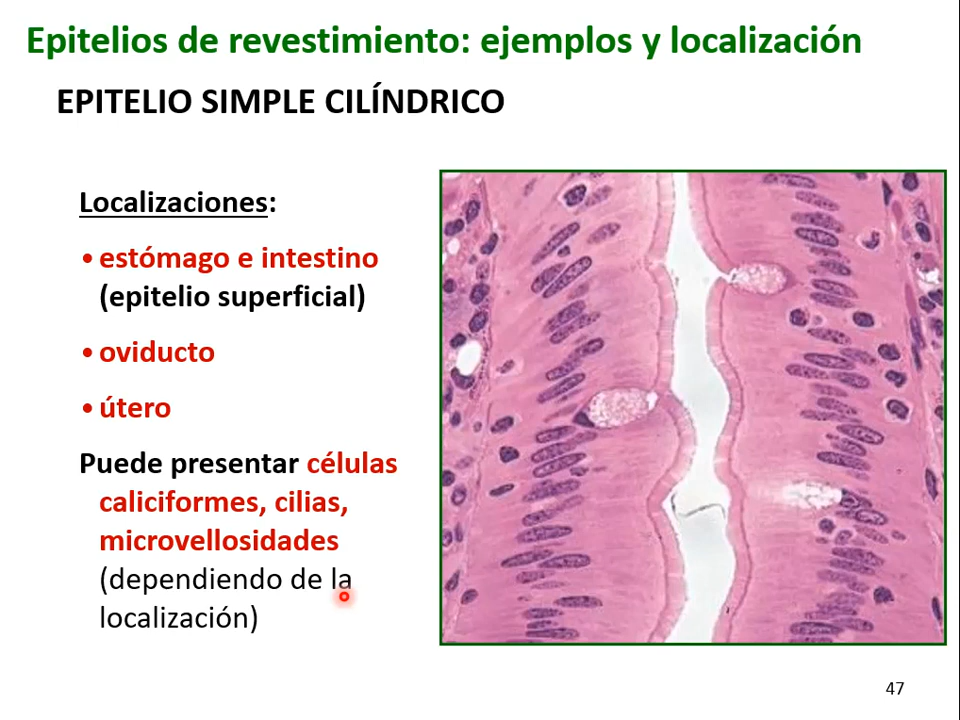 Epitelios de revestimiento: ejemplos y localización
EPITELIO SIMPLE CILÍNDRICO
Localizaciones:
• estómago e intestino
(epitelio superficial)
• oviducto
• útero
Puede presentar células
caliciformes, cilias,
microvellosidades
(dependiendo de la
localización)
47